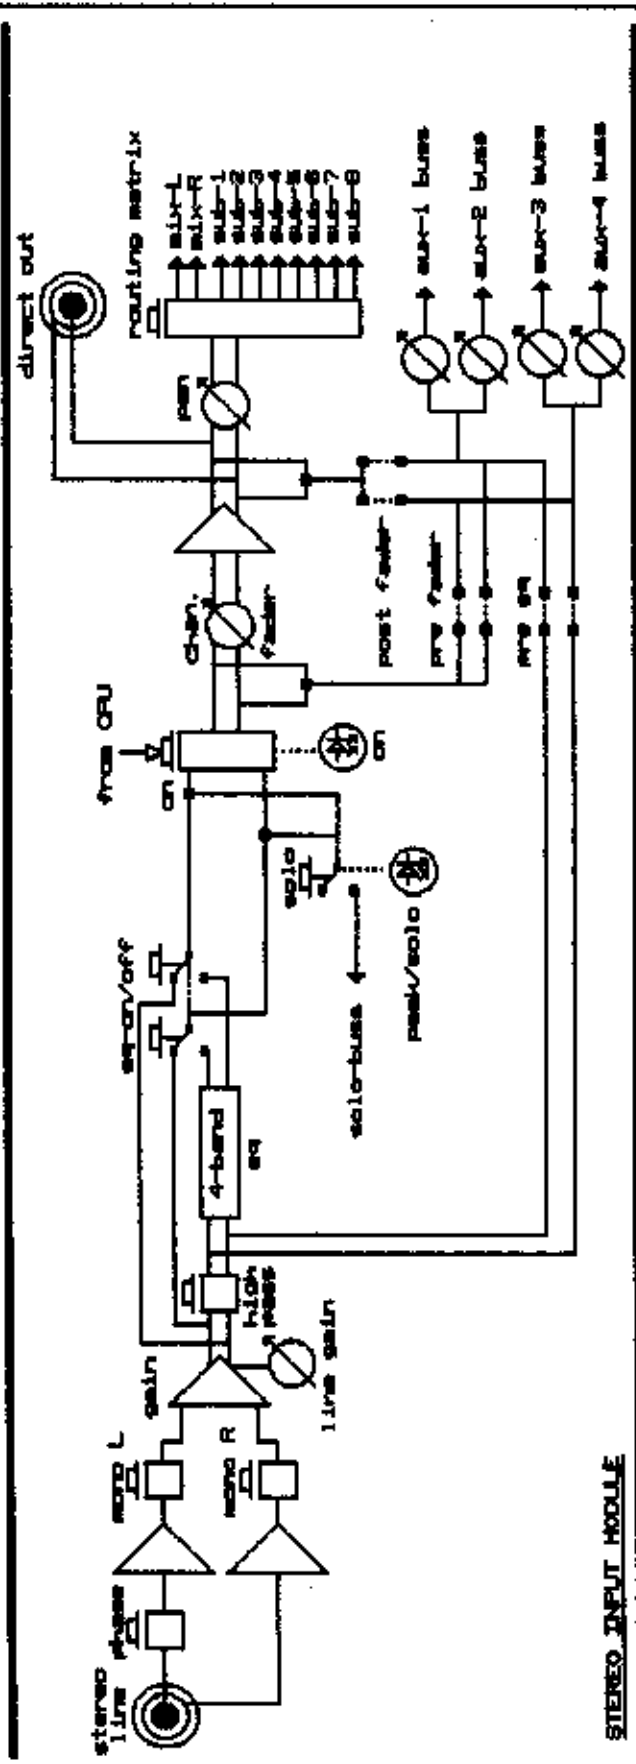 stereo
line
phase
mono L
mono R
gain
line gain
high
pass
4-band
eq
eq-on/off
solo
solo-buss
peak/solo
from CPU
on
on
chan.
fader
post fader
pre fader
pre eq
pan
direct out
routing matrix
mix-L
mix-R
sub-1
sub-2
sub-3
sub-4
sub-5
sub-6
sub-7
sub-8
aux-1 buss
aux-2 buss
aux-3 buss
aux-4 buss
STEREO INPUT MODULE